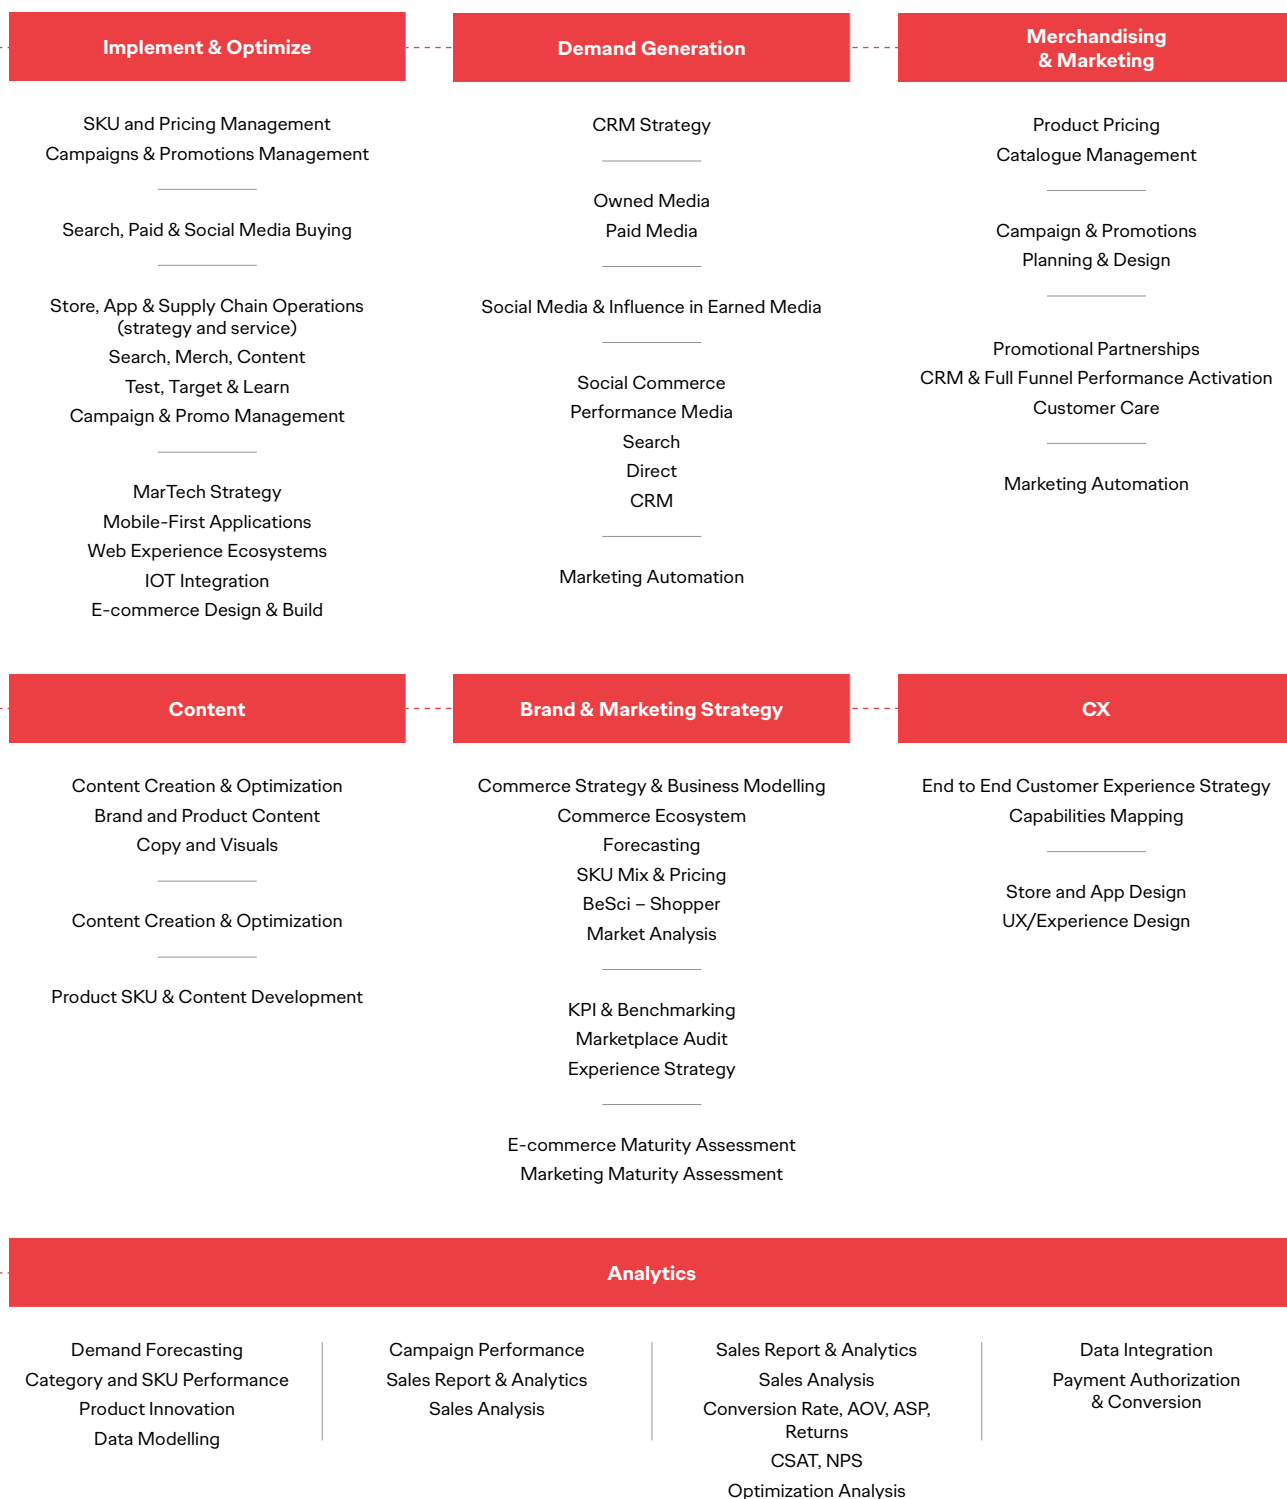 Implement & Optimize
SKU and Pricing Management
Campaigns & Promotions Management
Search, Paid & Social Media Buying
Store, App & Supply Chain Operations
(strategy and service)
Search, Merch, Content
Test, Target & Learn
Campaign & Promo Management
MarTech Strategy
Mobile-First Applications
Web Experience Ecosystems
IOT Integration
E-commerce Design & Build
Demand Generation
CRM Strategy
Owned Media
Paid Media
Social Media & Influence in Earned Media
Social Commerce
Performance Media
Search
Direct
CRM
Marketing Automation
Merchandising
& Marketing
Product Pricing
Catalogue Management
Campaign & Promotions
Planning & Design
Promotional Partnerships
CRM & Full Funnel Performance Activation
Customer Care
Marketing Automation
Content
Content Creation & Optimization
Brand and Product Content
Copy and Visuals
Content Creation & Optimization
Product SKU & Content Development
Brand & Marketing Strategy
Commerce Strategy & Business Modelling
Commerce Ecosystem
Forecasting
SKU Mix & Pricing
BeSci – Shopper
Market Analysis
KPI & Benchmarking
Marketplace Audit
Experience Strategy
E-commerce Maturity Assessment
Marketing Maturity Assessment
CX
End to End Customer Experience Strategy
Capabilities Mapping
Store and App Design
UX/Experience Design
Analytics
Demand Forecasting
Category and SKU Performance
Product Innovation
Data Modelling
Campaign Performance
Sales Report & Analytics
Sales Analysis
Sales Report & Analytics
Sales Analysis
Conversion Rate, AOV, ASP,
Returns
CSAT, NPS
Optimization Analysis
Data Integration
Payment Authorization
& Conversion